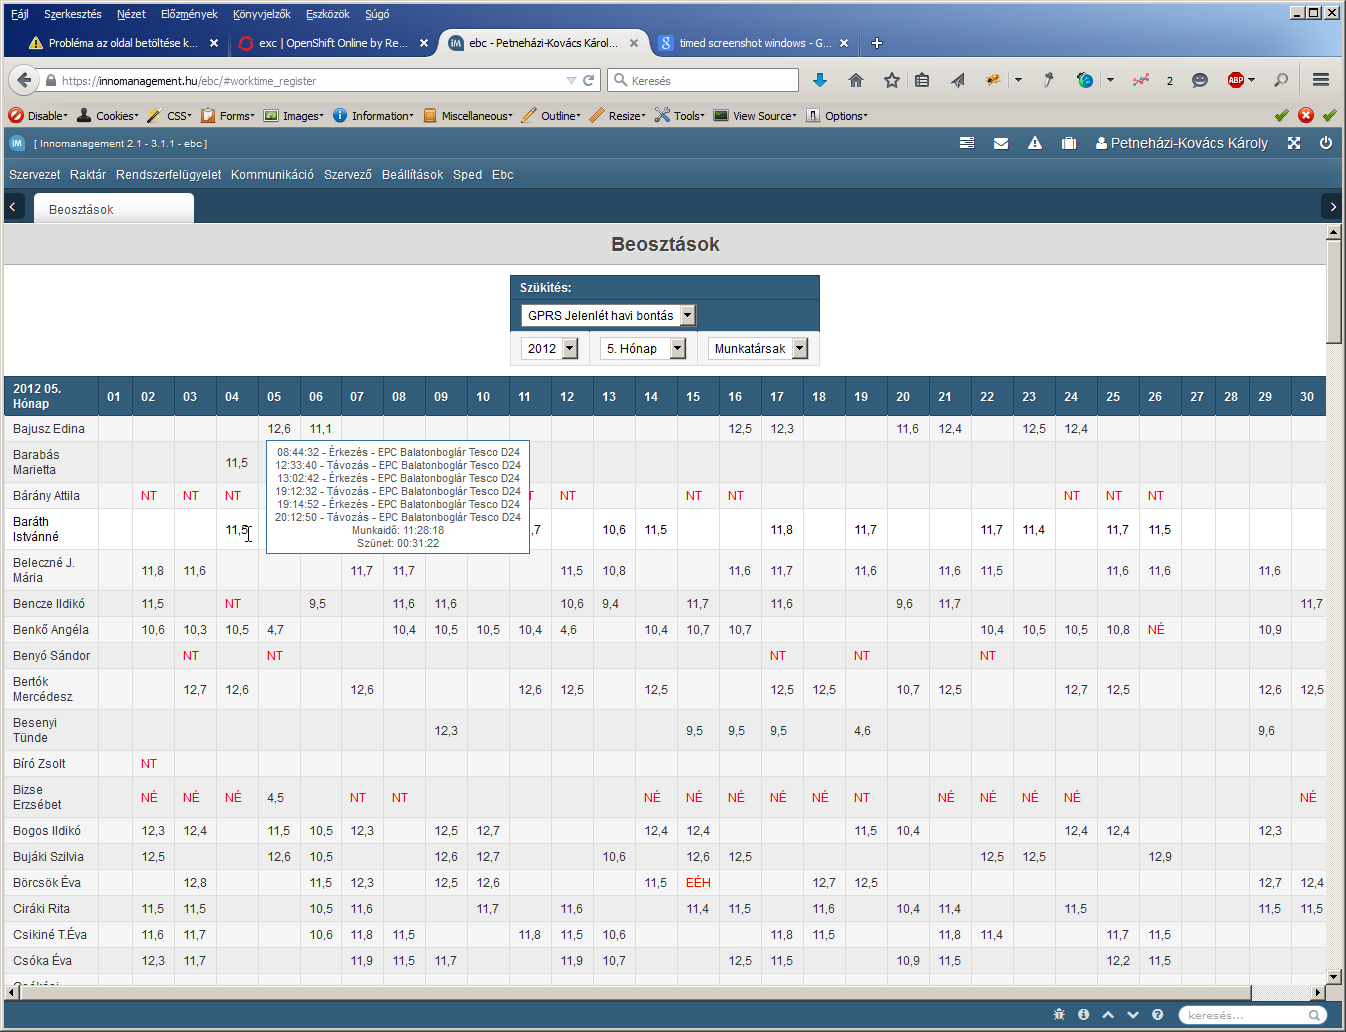 Fájl Szerkesztés Nézet Előzmények Könyvjelzők Eszközök Súgó
Probléma az oldal betöltése k... exc | OpenShift Online by Re... ebc - Petneházi-Kovács Károl... timed screenshot windows - G...
https://innomanagement.hu/ebc/#worktime_register Keresés 2 ABP
Disable Cookies CSS Forms Images Information Miscellaneous Outline Resize Tools View Source Options
iM [ Innomanagement 2.1 - 3.1.1 - ebc ] Petneházi-Kovács Károly
Szervezet Raktár Rendszerfelügyelet Kommunikáció Szervező Beállítások Sped Ebc
Beosztások
Beosztások
Szükítés:
GPRS Jelenlét havi bontás
2012 5. Hónap Munkatársak
2012 05. Hónap 01 02 03 04 05 06 07 08 09 10 11 12 13 14 15 16 17 18 19 20 21 22 23 24 25 26 27 28 29 30
Bajusz Edina 12,6 11,1 12,5 12,3 11,6 12,4 12,5 12,4
Barabás Marietta 11,5
08:44:32 - Érkezés - EPC Balatonboglár Tesco D24
12:33:40 - Távozás - EPC Balatonboglár Tesco D24
13:02:42 - Érkezés - EPC Balatonboglár Tesco D24
19:12:32 - Távozás - EPC Balatonboglár Tesco D24
19:14:52 - Érkezés - EPC Balatonboglár Tesco D24
20:12:50 - Távozás - EPC Balatonboglár Tesco D24
Munkaidő: 11:28:18
Szünet: 00:31:22
Bárány Attila NT NT NT NT NT NT NT NT NT
Baráth Istvánné 11,5 ,7 10,6 11,5 11,8 11,7 11,7 11,4 11,7 11,5
Beleczné J. Mária 11,8 11,6 11,7 11,7 11,5 10,8 11,6 11,7 11,6 11,6 11,5 11,6 11,6 11,6
Bencze Ildikó 11,5 NT 9,5 11,6 11,6 10,6 9,4 11,7 11,6 9,6 11,7 11,7
Benkő Angéla 10,6 10,3 10,5 4,7 10,4 10,5 10,5 10,4 4,6 10,4 10,7 10,7 10,4 10,5 10,5 10,8 NÉ 10,9
Benyó Sándor NT NT NT NT NT
Bertók Mercédesz 12,7 12,6 12,6 12,6 12,5 12,5 12,5 12,5 10,7 12,5 12,7 12,5 12,6 12,5
Besenyi Tünde 12,3 9,5 9,5 9,5 4,6 9,6
Bíró Zsolt NT
Bizse Erzsébet NÉ NÉ NÉ 4,5 NT NT NÉ NÉ NÉ NÉ NÉ NT NÉ NÉ NÉ NÉ NÉ
Bogos Ildikó 12,3 12,4 11,5 10,5 12,3 12,5 12,7 12,4 12,4 11,5 10,4 12,4 12,4 12,3
Bujáki Szilvia 12,5 12,6 10,5 12,6 12,7 10,6 12,6 12,5 12,5 12,5 12,9
Börcsök Éva 12,8 11,5 12,3 12,5 12,6 11,5 EÉH 12,7 12,5 12,7 12,4
Ciráki Rita 11,5 11,5 10,5 11,6 11,7 11,6 11,4 11,5 11,6 10,4 11,4 11,5 11,5 11,5
Csikiné T.Éva 11,6 11,7 10,6 11,8 11,5 11,8 11,5 10,6 11,8 11,5 11,8 11,4 11,7 11,5
Csóka Éva 12,3 11,7 11,9 11,5 11,7 11,9 10,7 12,5 11,5 10,9 11,5 12,2 11,5
keresés...